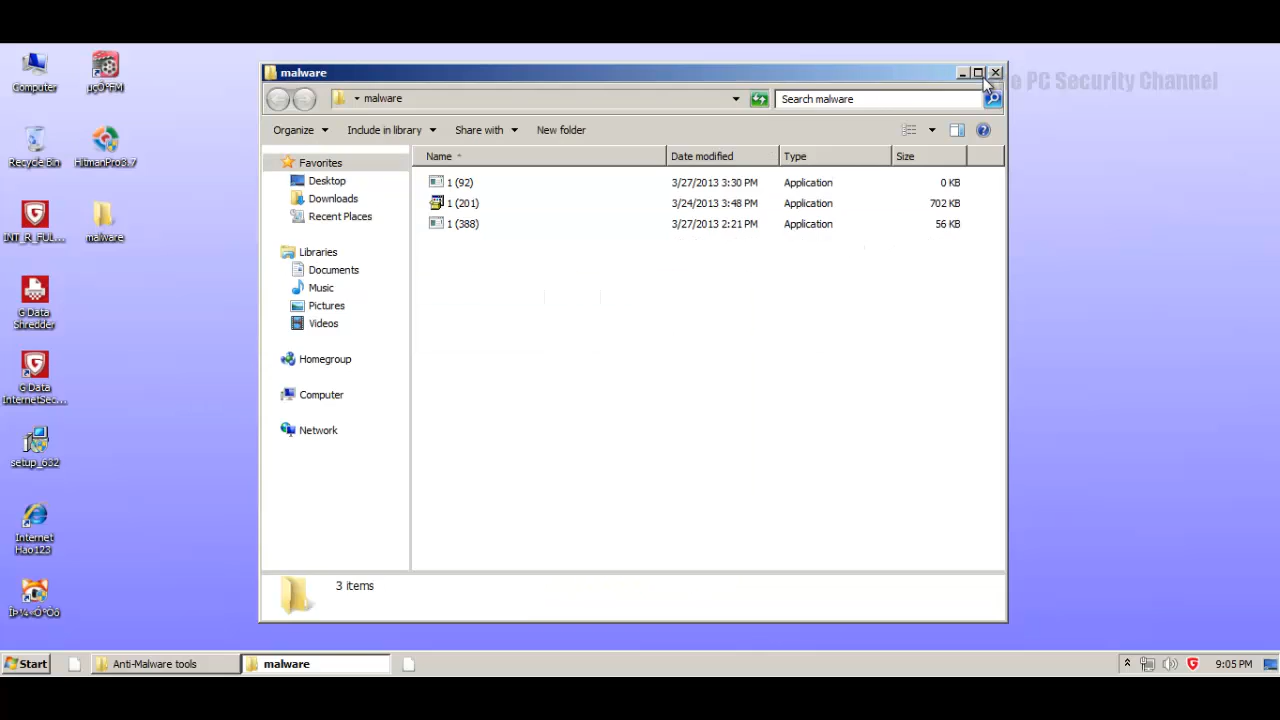 malware
e PC Security Channel
malware
Search malware
Organize
Include in library
Share with
New folder
Name
Date modified
Type
Size
Favorites
Desktop
Downloads
Recent Places
Libraries
Documents
Music
Pictures
Videos
Homegroup
Computer
Network
1 (92) 3/27/2013 3:30 PM Application 0 KB
1 (201) 3/24/2013 3:48 PM Application 702 KB
1 (388) 3/27/2013 2:21 PM Application 56 KB
3 items
Computer
Recycle Bin
INT_R_FUL...
G Data
Shredder
G Data
InternetSec...
setup_632
Internet
Hao123
µçÓ°FM
HitmanPro3.7
malware
Start
Anti-Malware tools
malware
9:05 PM